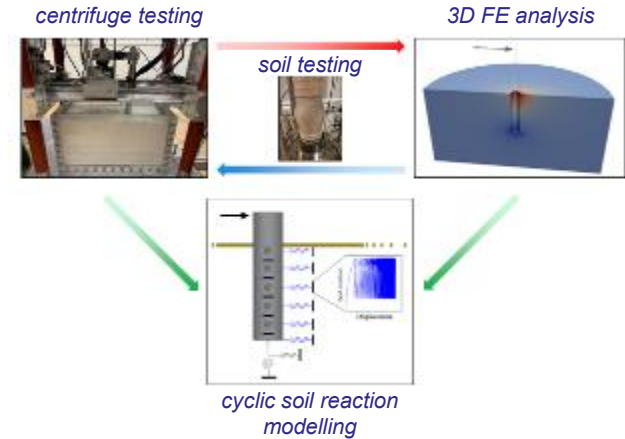 centrifuge testing
3D FE analysis
soil testing
cyclic soil reaction
modelling